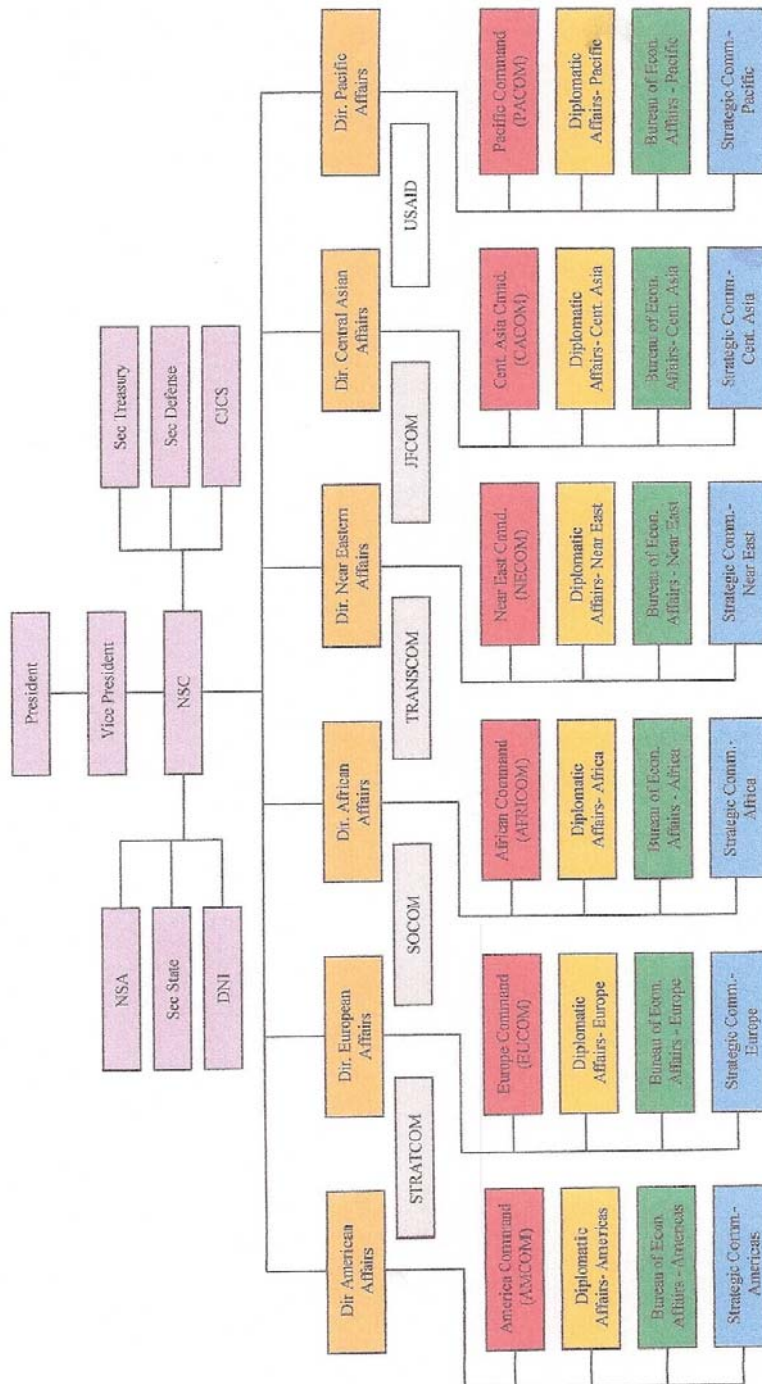 President
Vice President
NSC
NSA
Sec State
DNI
Sec Treasury
Sec Defense
CJCS
Dir American
Affairs
Dir. European
Affairs
Dir. African
Affairs
Dir. Near Eastern
Affairs
Dir. Central Asian
Affairs
Dir. Pacific
Affairs
STRATCOM
SOCOM
TRANSCOM
JFCOM
USAID
America Command
(AMCOM)
Diplomatic
Affairs- Americas
Bureau of Econ.
Affairs - Americas
Strategic Comm.-
Americas
Europe Command
(EUCOM)
Diplomatic
Affairs- Europe
Bureau of Econ.
Affairs - Europe
Strategic Comm.-
Europe
African Command
(AFRICOM)
Diplomatic
Affairs- Africa
Bureau of Econ.
Affairs - Africa
Strategic Comm.-
Africa
Near East Cmnd.
(NECOM)
Diplomatic
Affairs- Near East
Bureau of Econ.
Affairs - Near East
Strategic Comm.-
Near East
Cent. Asia Cmnd.
(CACOM)
Diplomatic
Affairs- Cent. Asia
Bureau of Econ.
Affairs- Cent. Asia
Strategic Comm.-
Cent. Asia
Pacific Command
(PACOM)
Diplomatic
Affairs- Pacific
Bureau of Econ.
Affairs - Pacific
Strategic Comm.-
Pacific